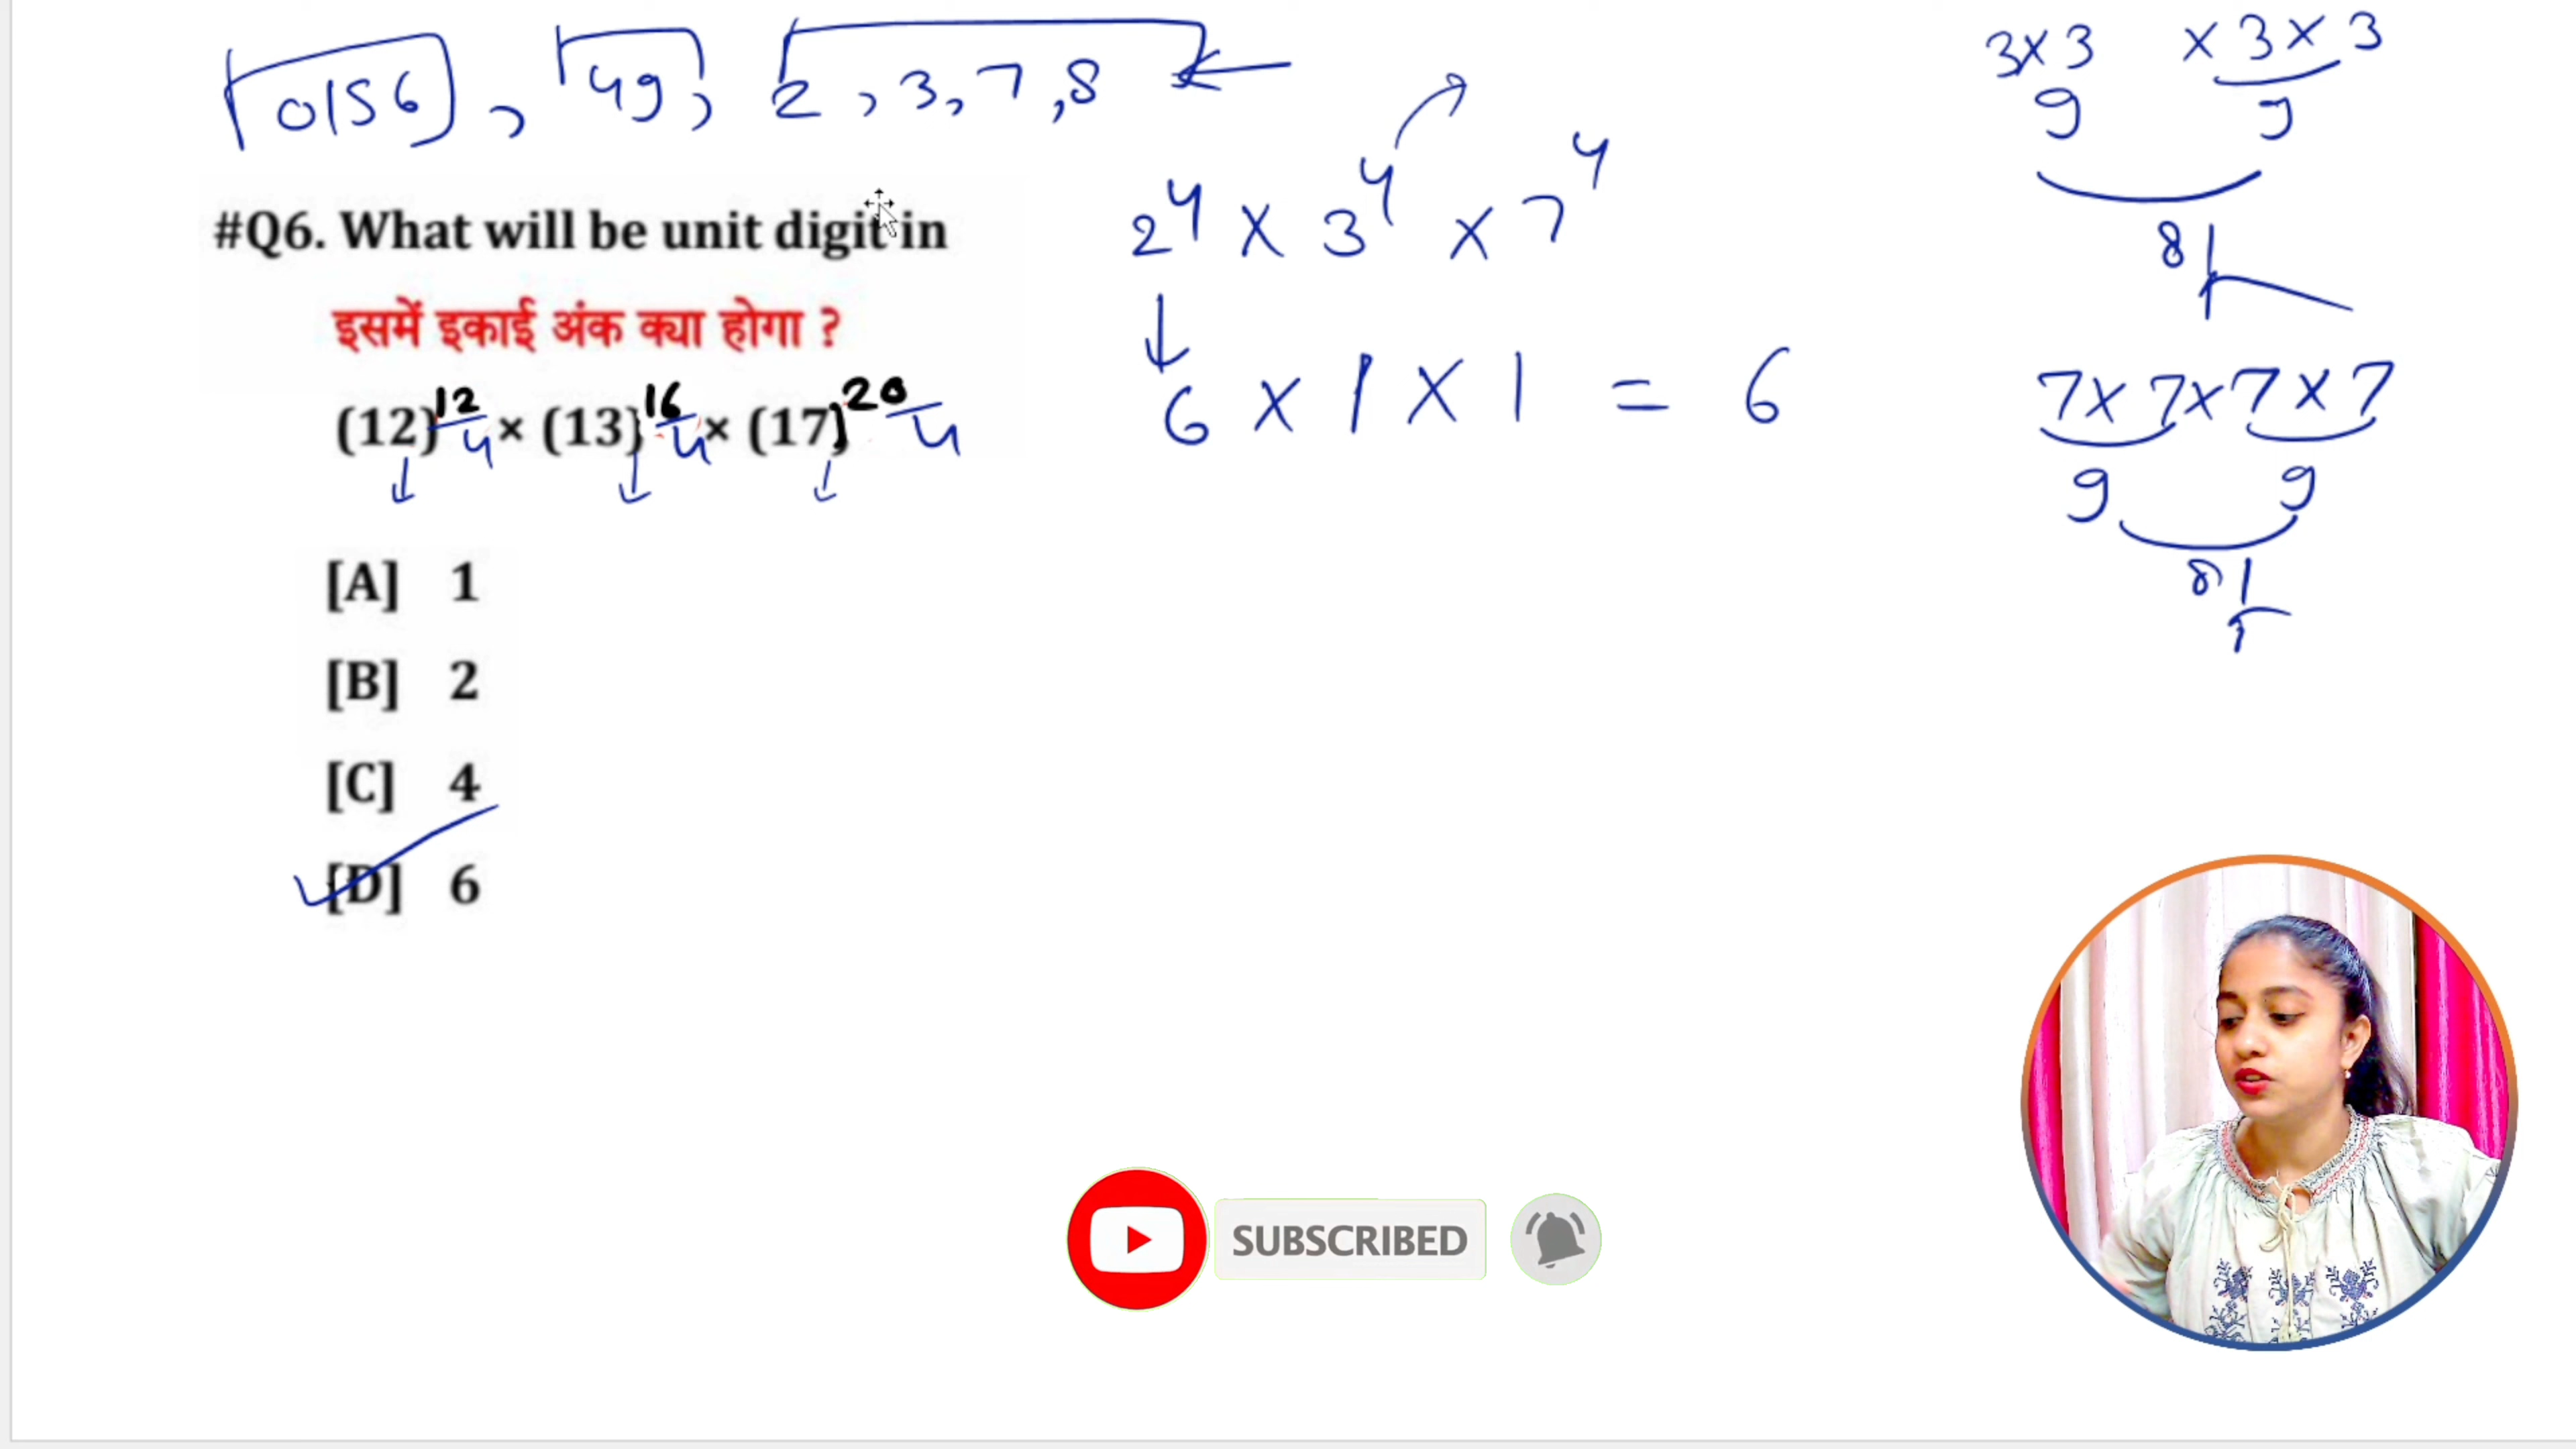 0156, 49, 2, 3, 7, 8
#Q6. What will be unit digit in
इसमें इकाई अंक क्या होगा ?
(12)^12/4 × (13)^16/4 × (17)^20/4
[A] 1
[B] 2
[C] 4
[D] 6
2^4 × 3^4 × 7^4
6 × 1 × 1 = 6
3×3 ×3×3
9 9
81
7×7×7×7
9 9
81
SUBSCRIBED